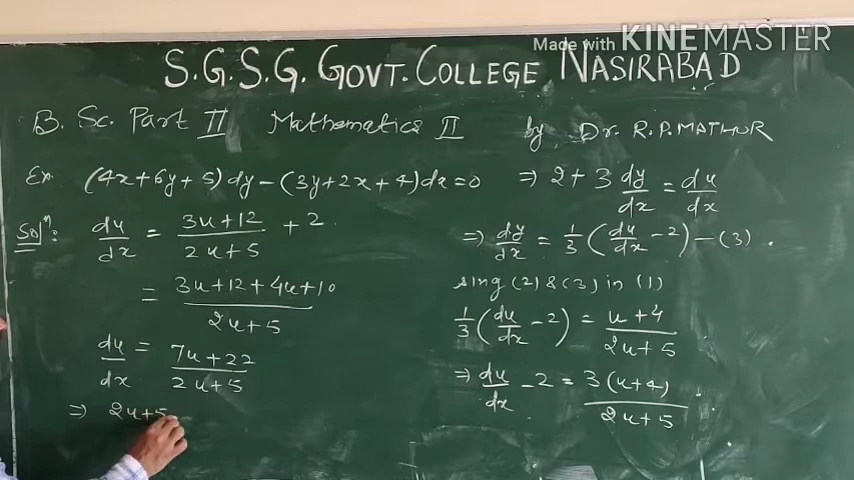 Made with KINEMASTER
S.G.S.G. GOVT. COLLEGE NASIRABAD
B. Sc. Part II Mathematics II by Dr. R.P. MATHUR
Ex. (4x+6y+5)dy-(3y+2x+4)dx=0
Solⁿ: du/dx = (3u+12)/(2u+5) + 2
= (3u+12+4u+10)/(2u+5)
du/dx = (7u+22)/(2u+5)
⇒ 2u+5
⇒ 2+3 dy/dx = du/dx
⇒ dy/dx = 1/3 (du/dx -2) -(3).
sing (2) & (3) in (1)
1/3 (du/dx -2) = (u+4)/(2u+5)
⇒ du/dx -2 = 3(u+4)/(2u+5)